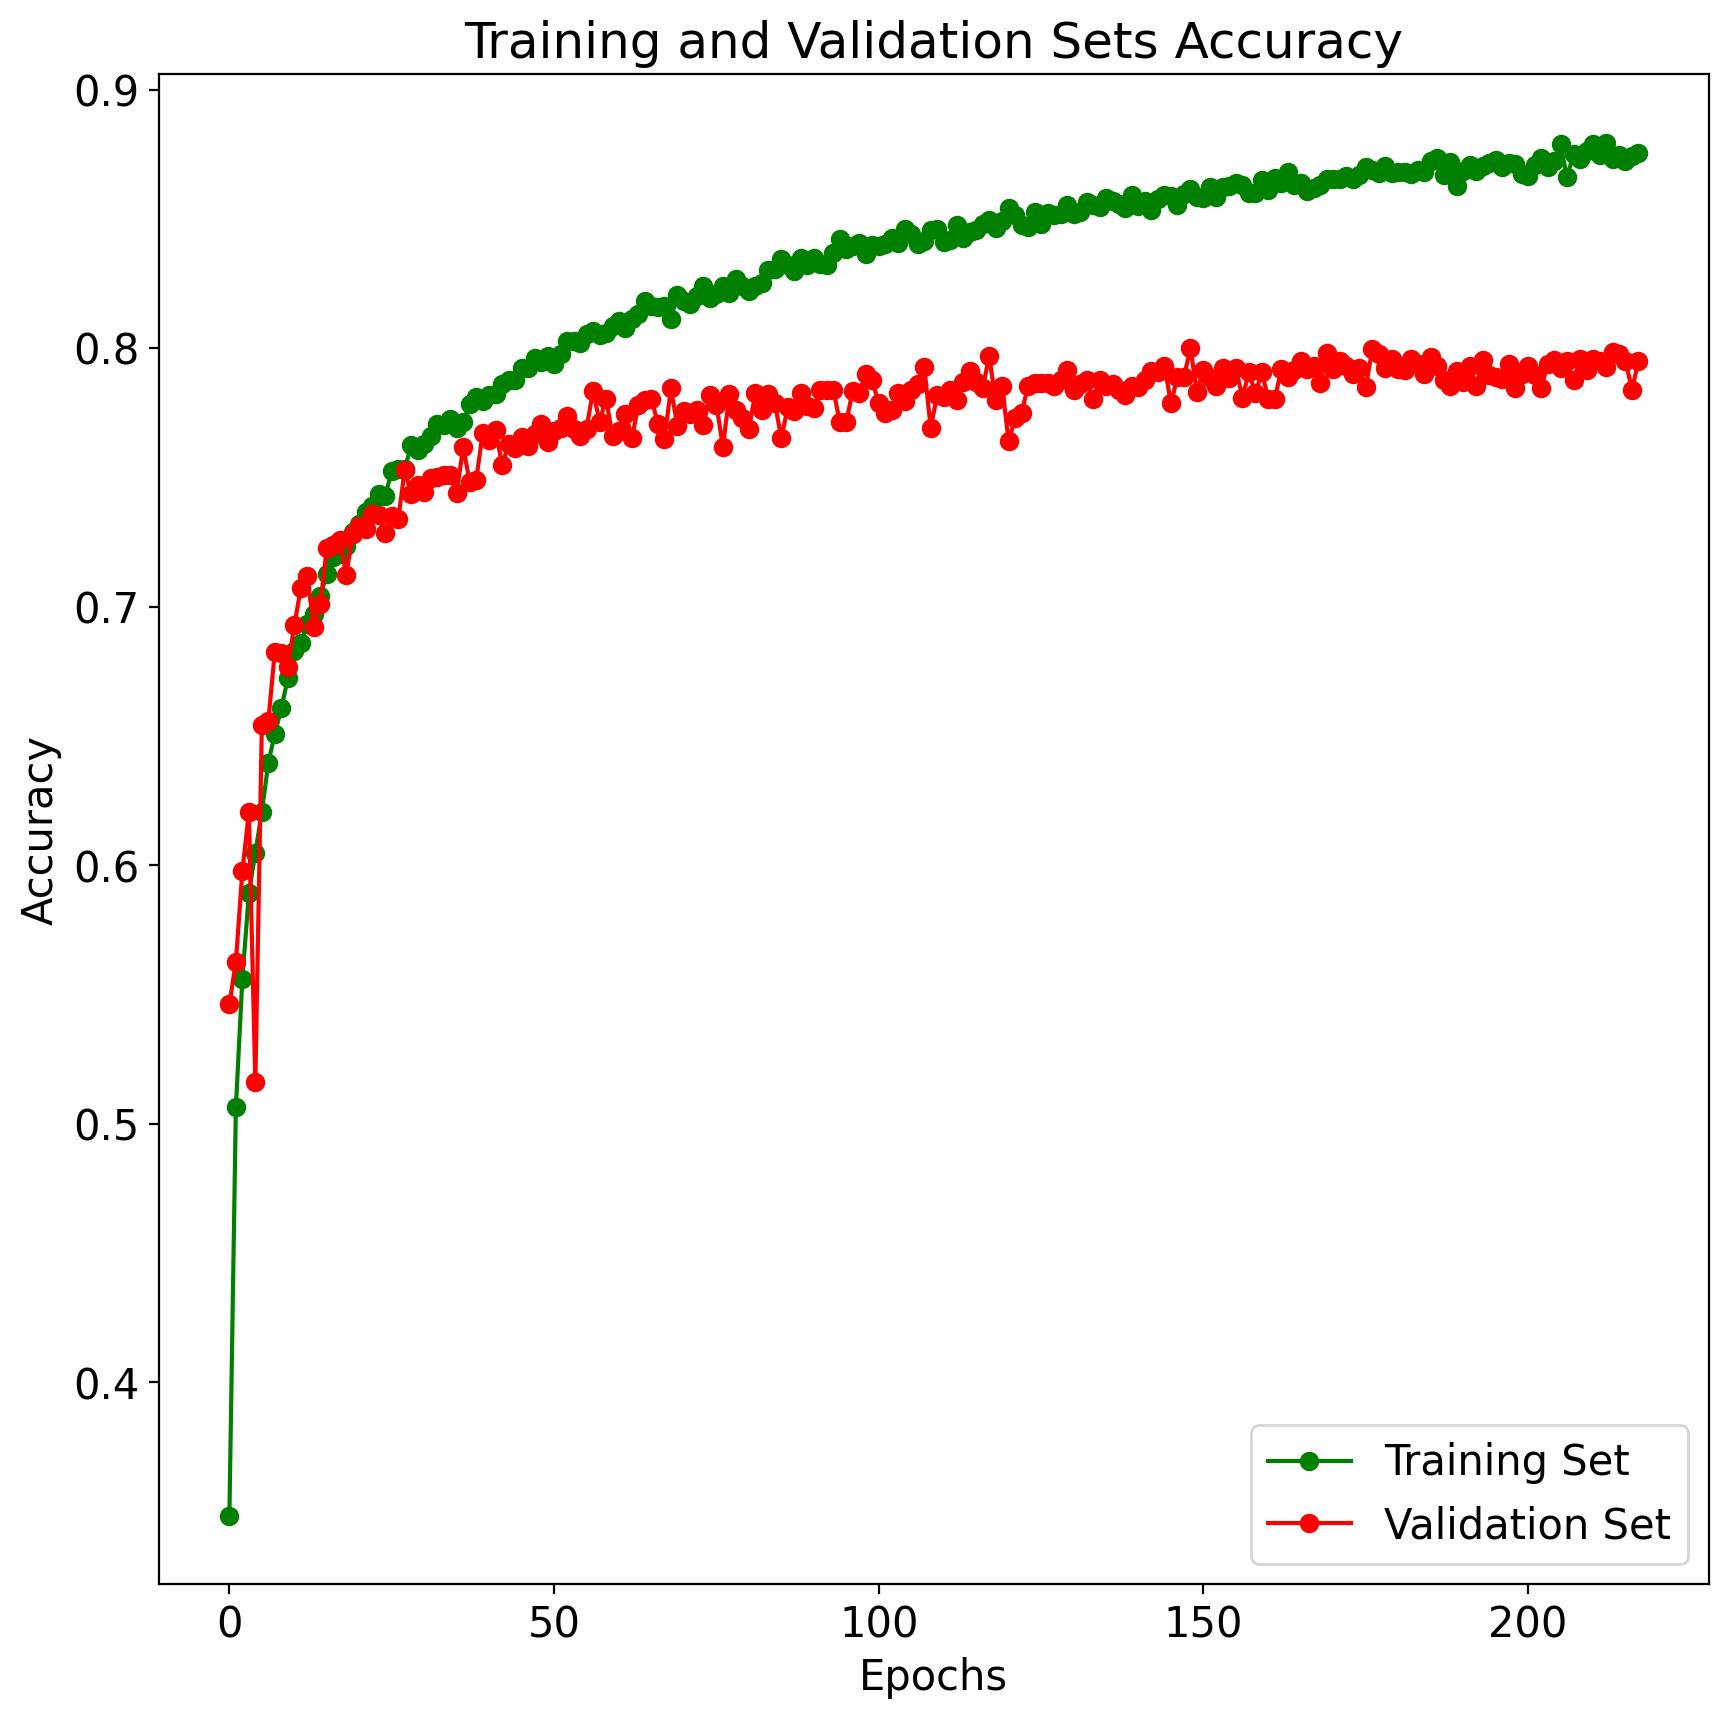 Training and Validation Sets Accuracy
0.9
0.8
0.7
0.6
0.5
0.4
Accuracy
0 50 100 150 200
Epochs
Training Set
Validation Set